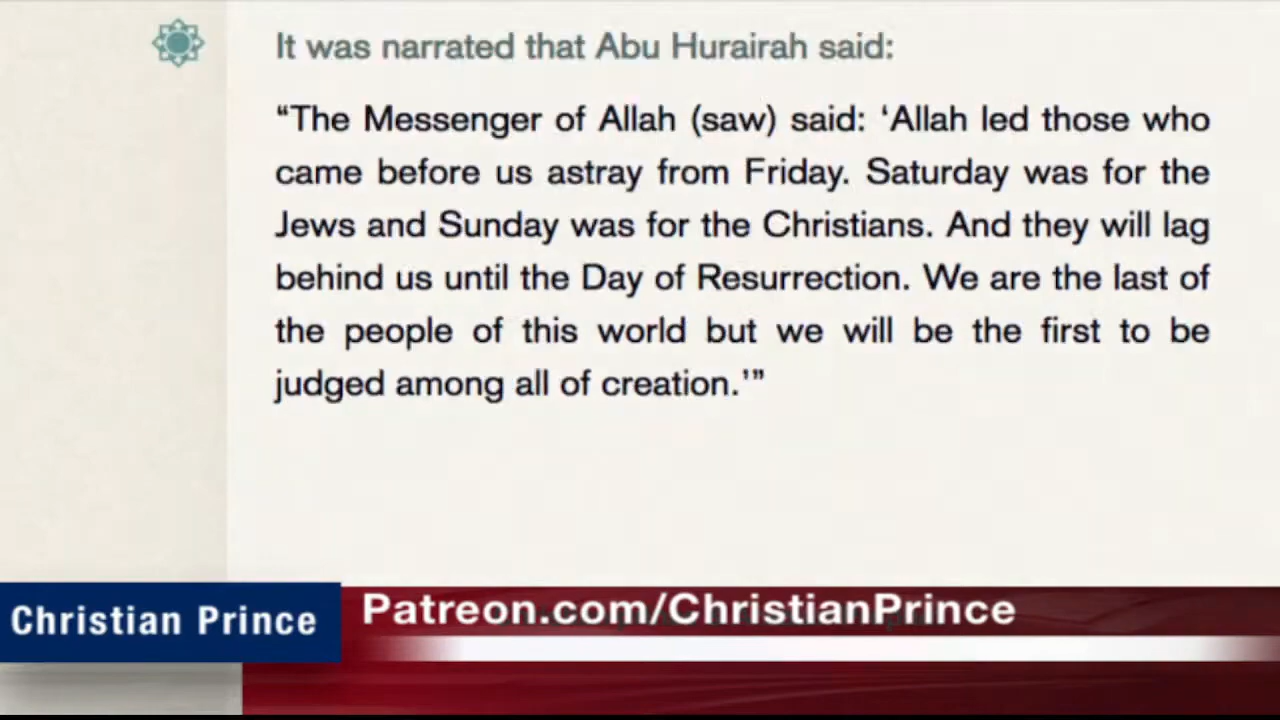 It was narrated that Abu Hurairah said:
“The Messenger of Allah (saw) said: ‘Allah led those who
came before us astray from Friday. Saturday was for the
Jews and Sunday was for the Christians. And they will lag
behind us until the Day of Resurrection. We are the last of
the people of this world but we will be the first to be
judged among all of creation.’”
Christian Prince
Patreon.com/ChristianPrince